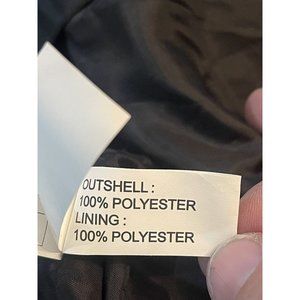 OUTSHELL :
100% POLYESTER
LINING :
100% POLYESTER